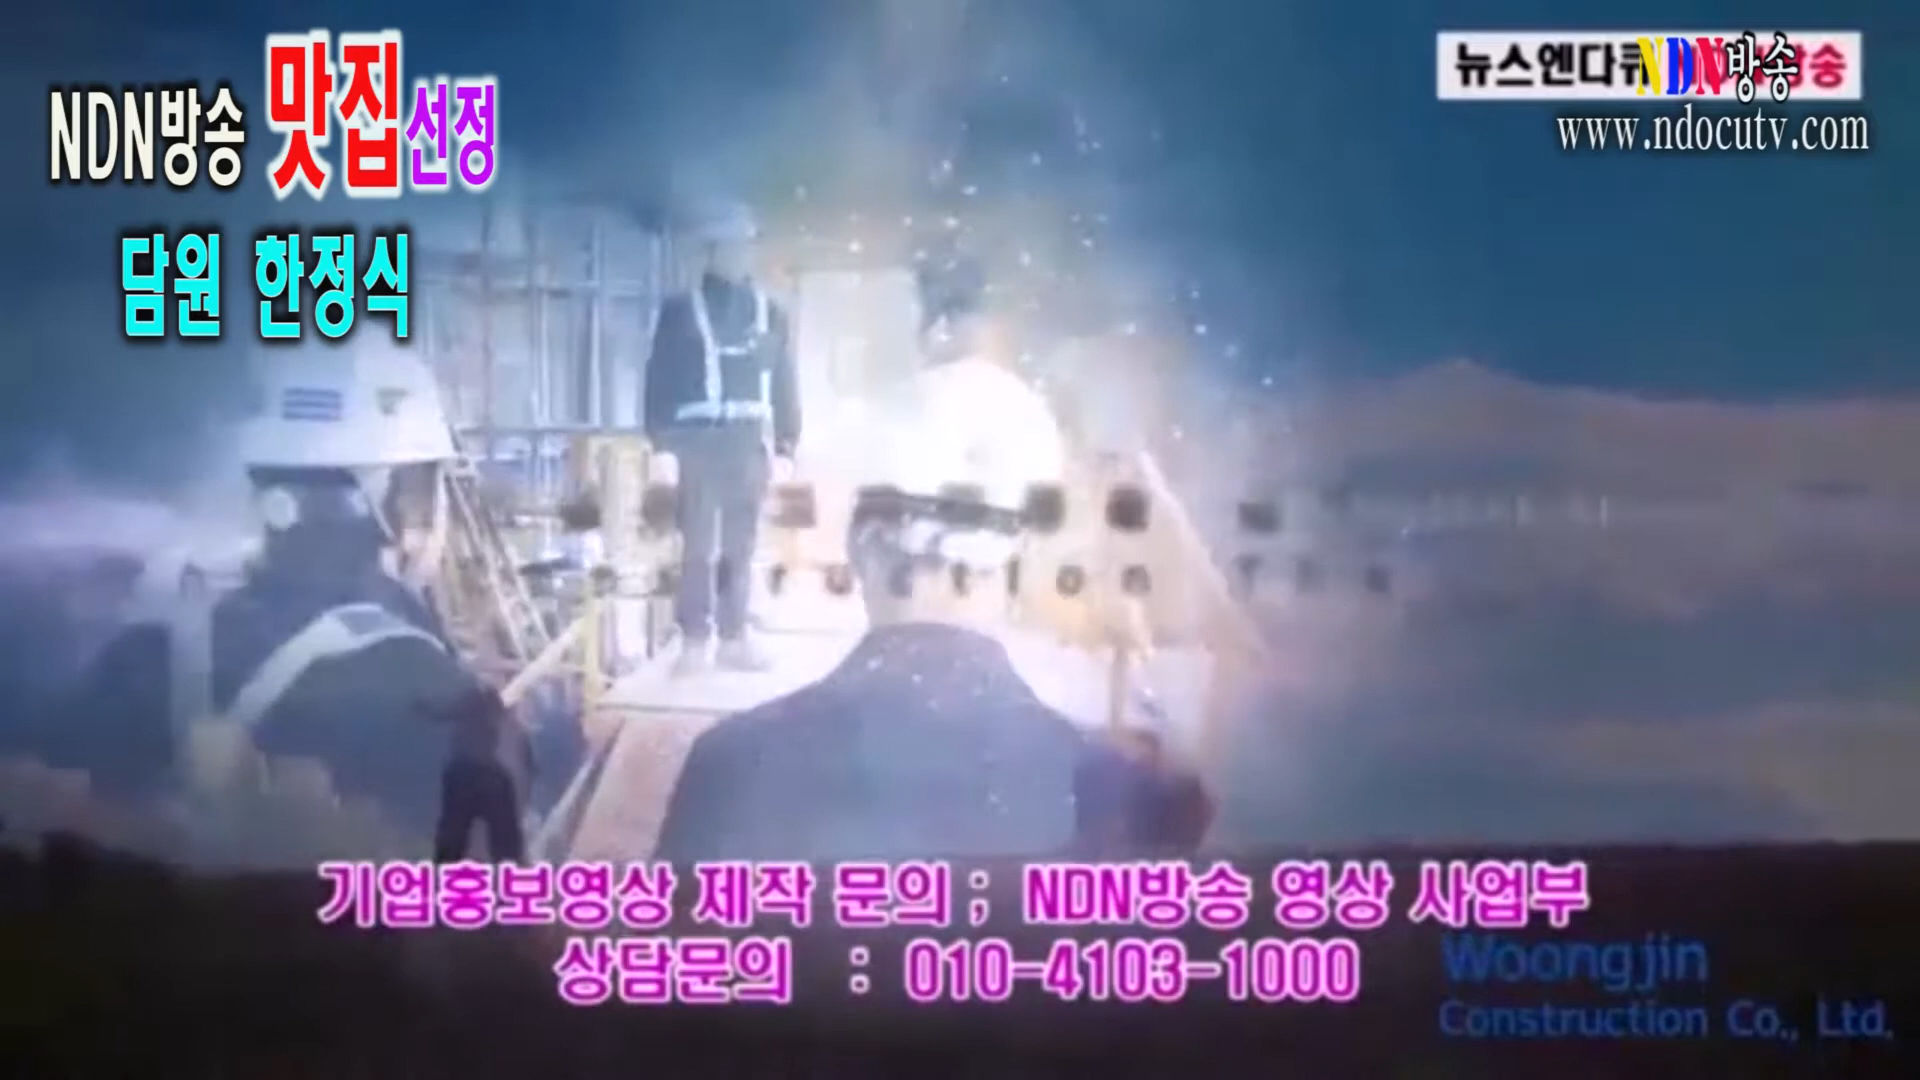 NDN방송 맛집선정
담원 한정식
뉴스엔다큐
NDN방송
www.ndocutv.com
기업홍보영상 제작 문의 ; NDN방송 영상 사업부
상담문의 : 010-4103-1000
Woongjin
Construction Co., Ltd.